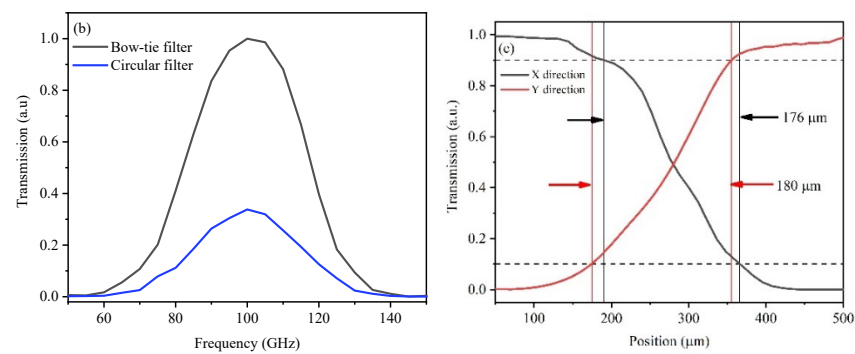 (b)
Bow-tie filter
Circular filter
1.0
0.8
0.6
0.4
0.2
0.0
Transmission (a.u)
60
80
100
120
140
Frequency (GHz)
(c)
X direction
Y direction
176 μm
180 μm
1.0
0.8
0.6
0.4
0.2
0.0
Transmission (a.u.)
100
200
300
400
500
Position (μm)